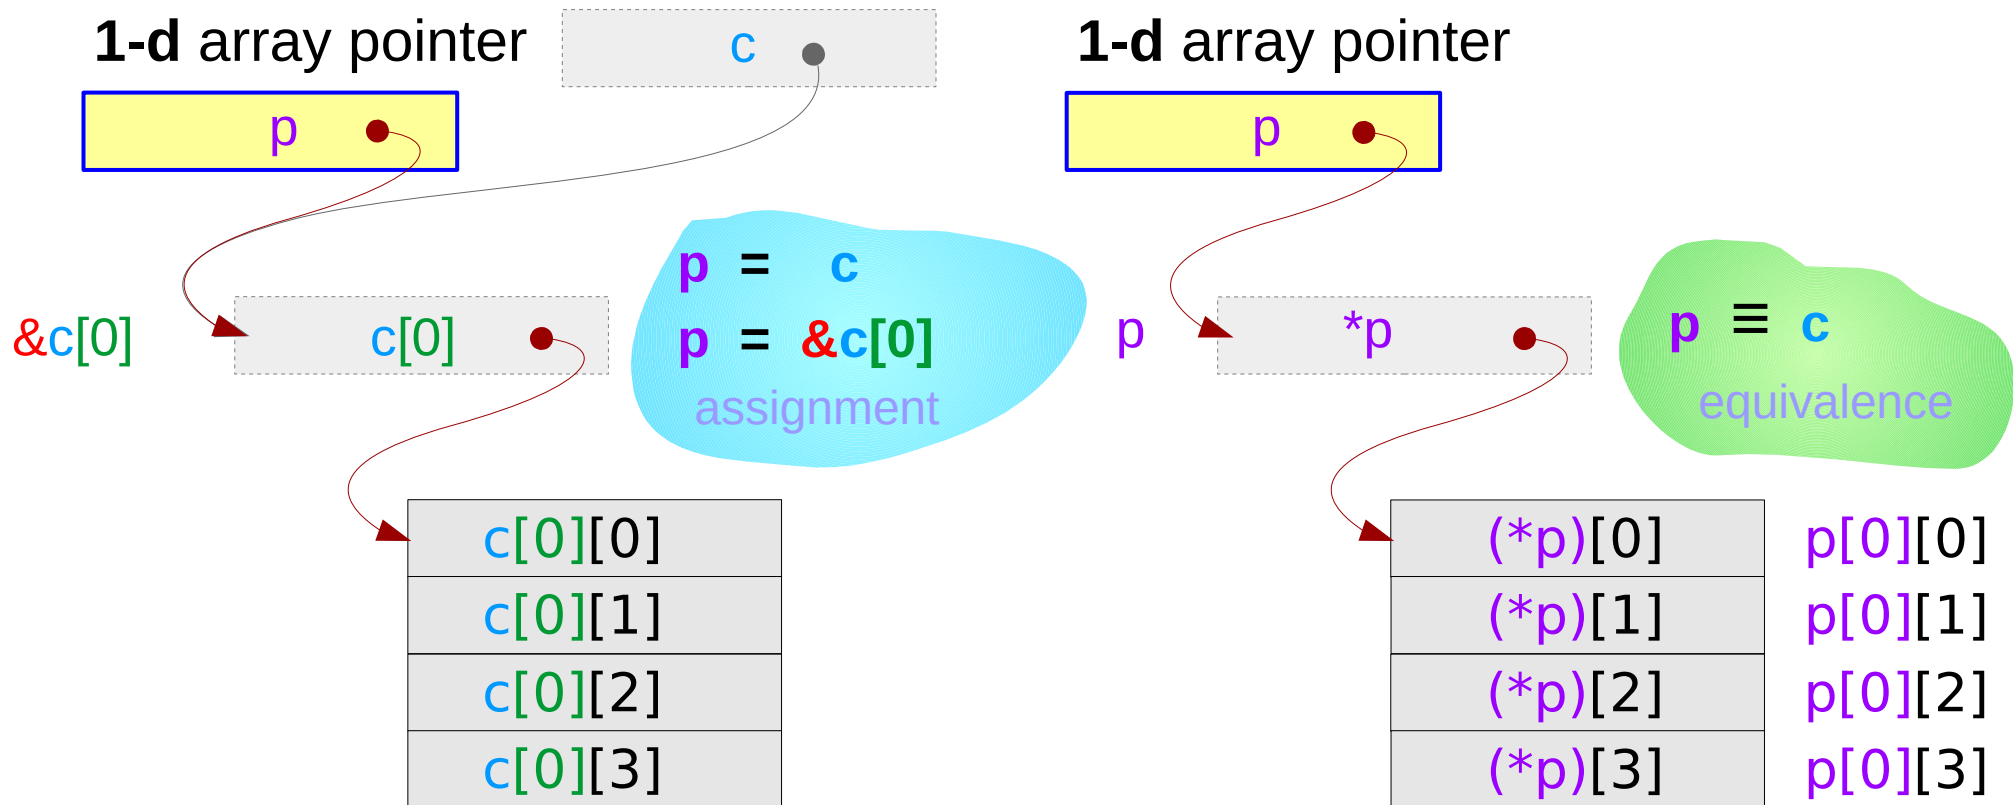 1-d array pointer
c
p
&c[0]
c[0]
p = c
p = &c[0]
assignment
c[0][0]
c[0][1]
c[0][2]
c[0][3]
1-d array pointer
p
p
*p
p ≡ c
equivalence
(*p)[0] p[0][0]
(*p)[1] p[0][1]
(*p)[2] p[0][2]
(*p)[3] p[0][3]